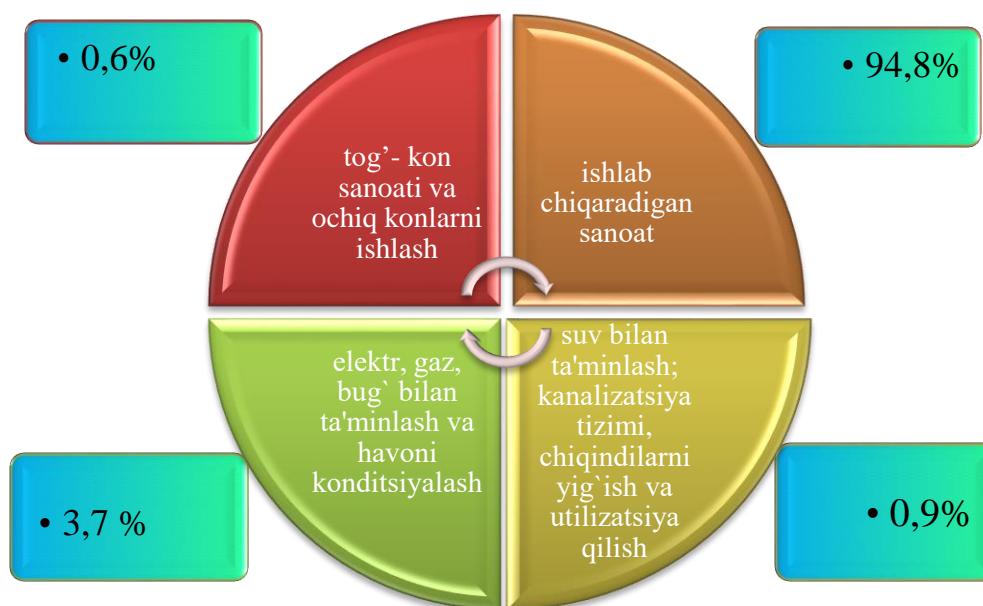 • 0,6%
• 94,8%
tog’- kon
sanoati va
ochiq konlarni
ishlash
ishlab
chiqaradigan
sanoat
elektr, gaz,
bug` bilan
ta'minlash va
havoni
konditsiyalash
suv bilan
ta'minlash;
kanalizatsiya
tizimi,
chiqindilarni
yig`ish va
utilizatsiya
qilish
• 3,7 %
• 0,9%